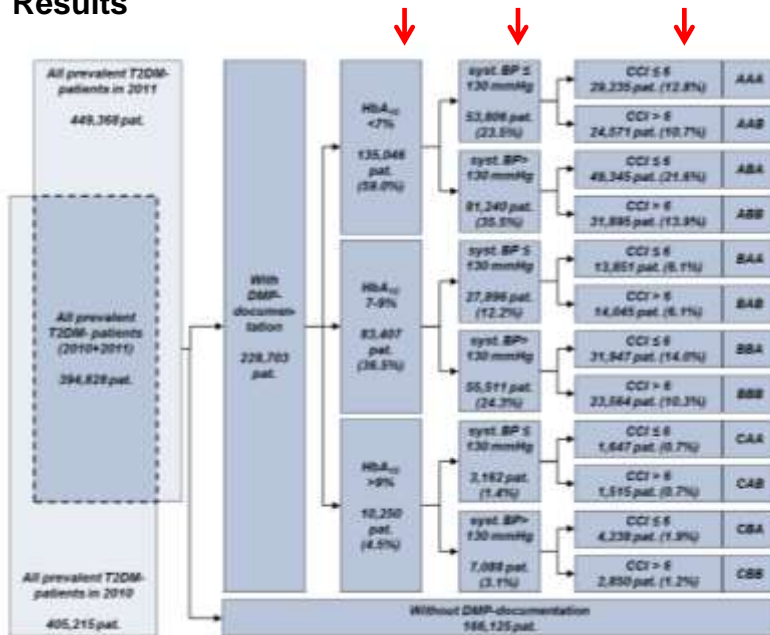 Results
All prevalent T2DM-
patients in 2011
449,368 pat.
All prevalent
T2DM- patients
(2010+2011)
394,828 pat.
All prevalent T2DM-
patients in 2010
405,215 pat.
With
DMP-
documen-
tation
228,703
pat.
HbA1c
<7%
135,046
pat.
(59.0%)
HbA1c
7-9%
83,407
pat.
(36.5%)
HbA1c
>9%
10,250
pat.
(4.5%)
syst. BP ≤
130 mmHg
53,806 pat.
(23.5%)
syst. BP>
130 mmHg
81,240 pat.
(35.5%)
syst. BP ≤
130 mmHg
27,896 pat.
(12.2%)
syst. BP>
130 mmHg
55,511 pat.
(24.3%)
syst. BP ≤
130 mmHg
3,162 pat.
(1.4%)
syst. BP>
130 mmHg
7,088 pat.
(3.1%)
CCI ≤ 6
29,235 pat. (12.8%)
AAA
CCI > 6
24,571 pat. (10.7%)
AAB
CCI ≤ 6
49,345 pat. (21.6%)
ABA
CCI > 6
31,895 pat. (13.9%)
ABB
CCI ≤ 6
13,851 pat. (6.1%)
BAA
CCI > 6
14,045 pat. (6.1%)
BAB
CCI ≤ 6
31,947 pat. (14.0%)
BBA
CCI > 6
23,564 pat. (10.3%)
BBB
CCI ≤ 6
1,647 pat. (0.7%)
CAA
CCI > 6
1,515 pat. (0.7%)
CAB
CCI ≤ 6
4,238 pat. (1.9%)
CBA
CCI > 6
2,850 pat. (1.2%)
CBB
Without DMP-documentation
166,125 pat.